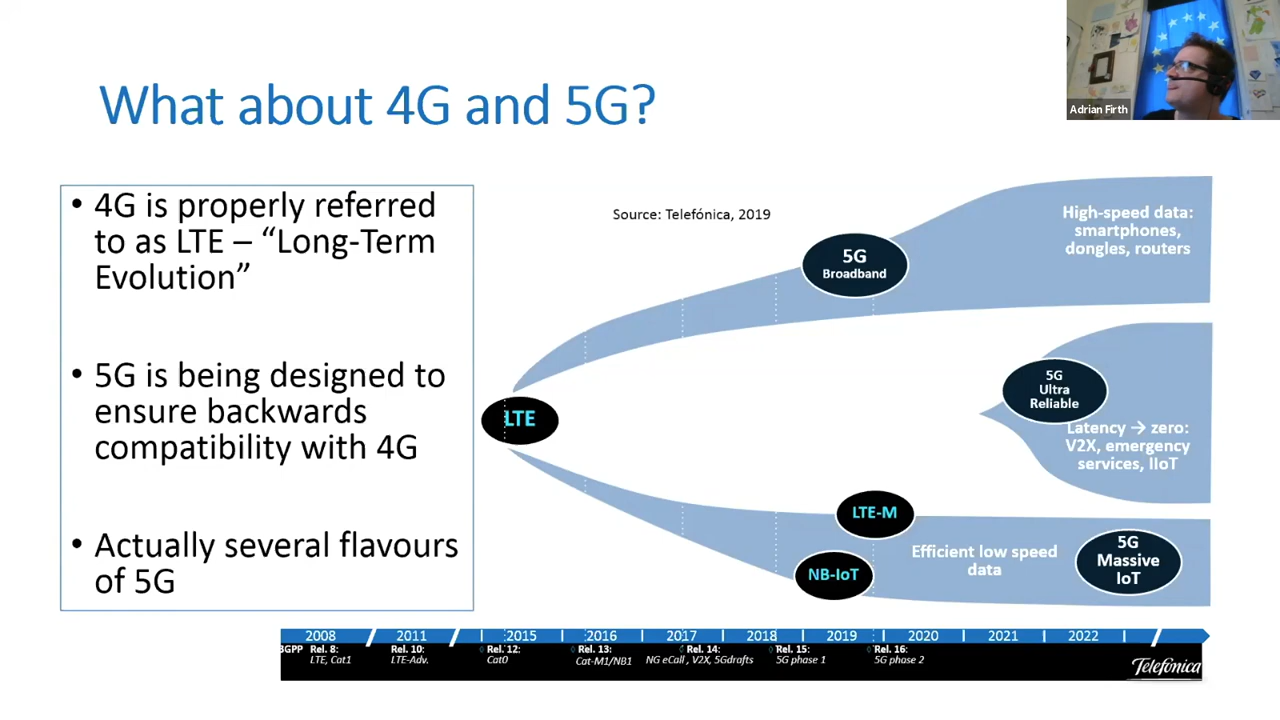 What about 4G and 5G?
Adrian Firth
• 4G is properly referred
to as LTE – “Long-Term
Evolution”
• 5G is being designed to
ensure backwards
compatibility with 4G
• Actually several flavours
of 5G
Source: Telefónica, 2019
5G
Broadband
High-speed data:
smartphones,
dongles, routers
LTE
5G
Ultra
Reliable
Latency → zero:
V2X, emergency
services, IIoT
LTE-M
NB-IoT
Efficient low speed
data
5G
Massive
IoT
2008 2011 2015 2016 2017 2018 2019 2020 2021 2022
3GPP Rel. 8: Rel. 10: Rel. 12: Rel. 13: Rel. 14: Rel. 15: Rel. 16:
LTE, Cat1 LTE-Adv. Cat0 Cat-M1/NB1 NG eCall , V2X, 5Gdrafts 5G phase 1 5G phase 2
Telefónica